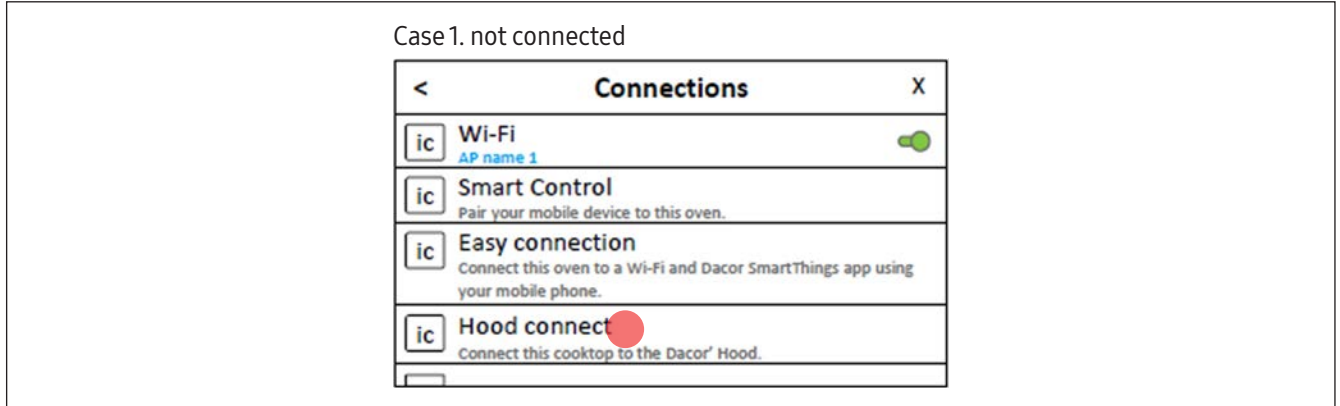 Case 1. not connected
< Connections X
ic Wi-Fi
AP name 1
ic Smart Control
Pair your mobile device to this oven.
ic Easy connection
Connect this oven to a Wi-Fi and Dacor SmartThings app using
your mobile phone.
ic Hood connect
Connect this cooktop to the Dacor’ Hood.